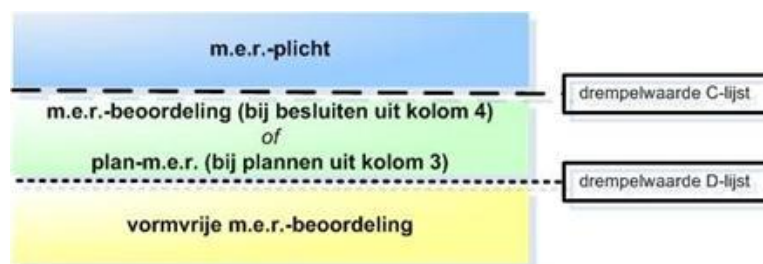 m.e.r.-plicht
drempelwaarde C-lijst
m.e.r.-beoordeling (bij besluiten uit kolom 4)
of
plan-m.e.r. (bij plannen uit kolom 3)
drempelwaarde D-lijst
vormvrije m.e.r.-beoordeling